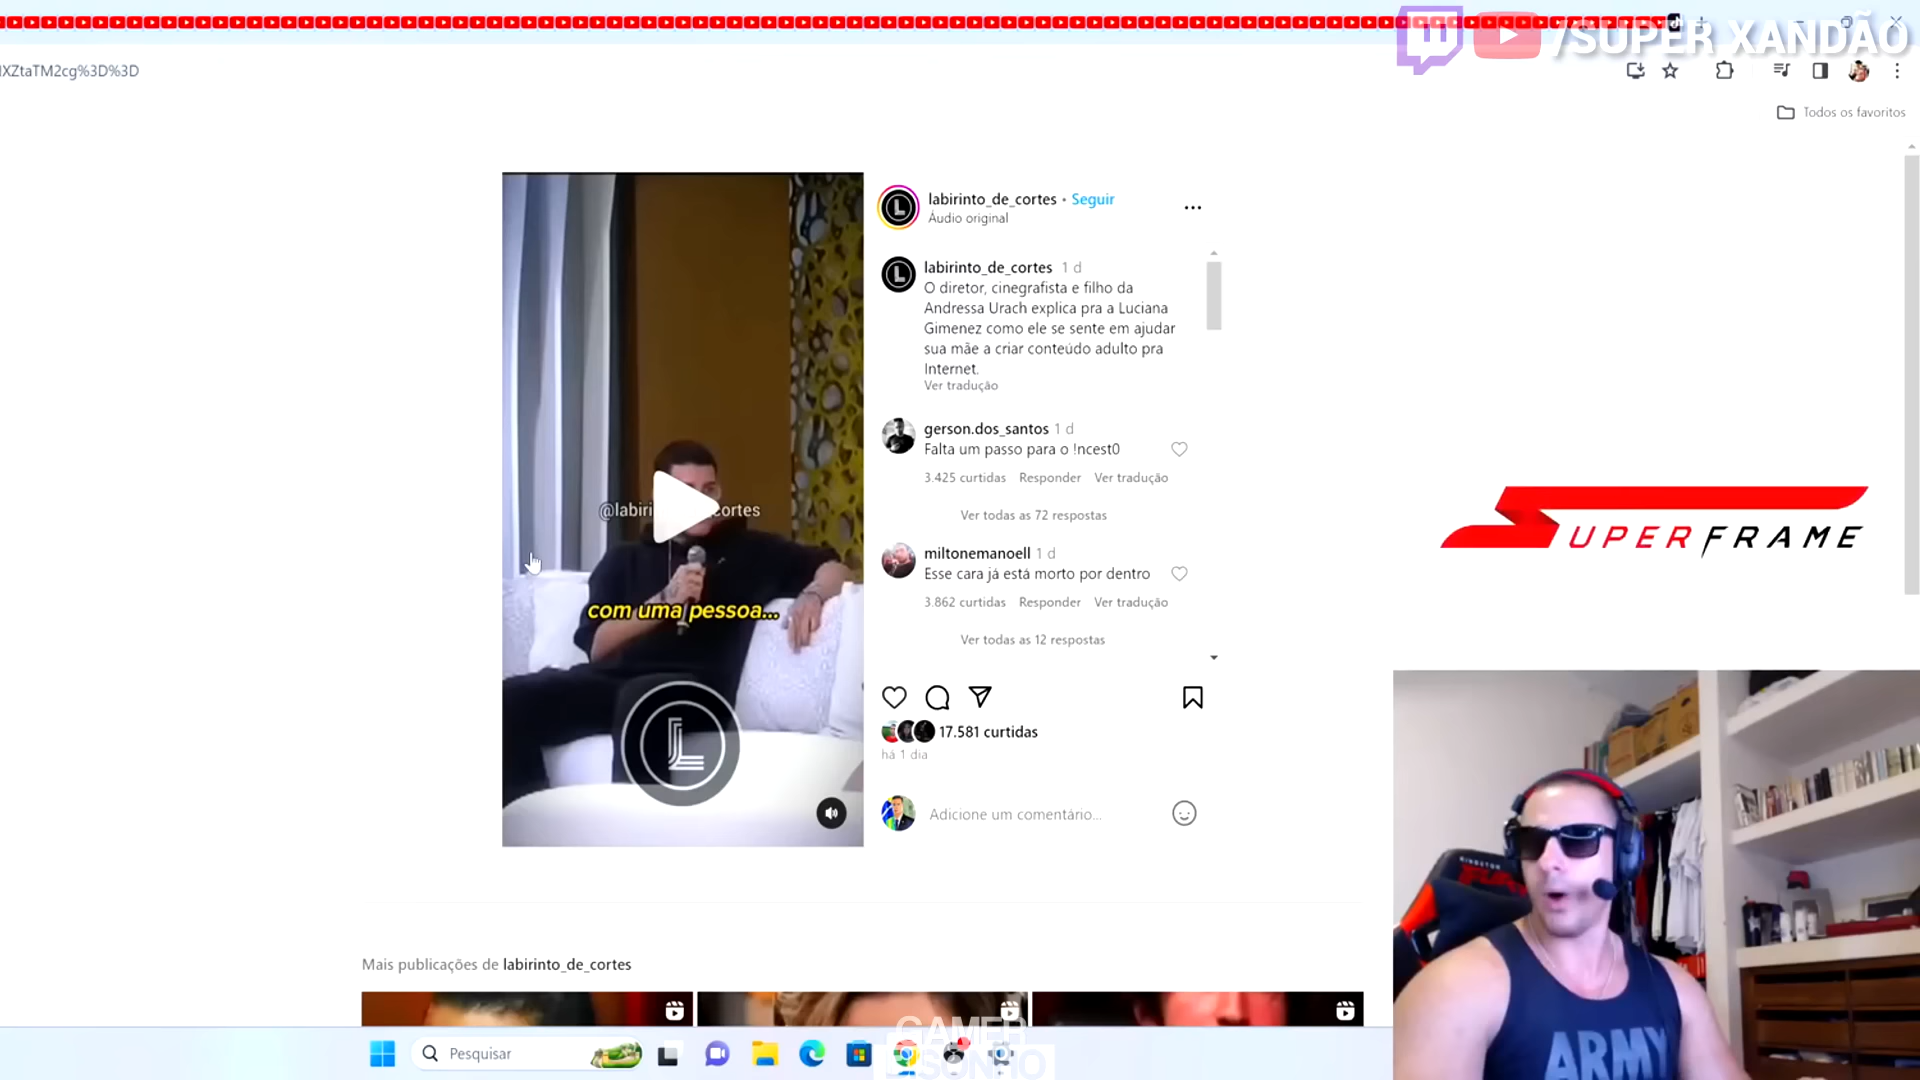 /SUPER XANDÃO
IXZtaTM2cg%3D%3D
Todos os favoritos
labirinto_de_cortes • Seguir
Áudio original
labirinto_de_cortes 1 d
O diretor, cinegrafista e filho da
Andressa Urach explica pra a Luciana
Gimenez como ele se sente em ajudar
sua mãe a criar conteúdo adulto pra
Internet.
Ver tradução
gerson.dos_santos 1 d
Falta um passo para o !ncest0
3.425 curtidas Responder Ver tradução
Ver todas as 72 respostas
miltonemanoell 1 d
Esse cara já está morto por dentro
3.862 curtidas Responder Ver tradução
Ver todas as 12 respostas
17.581 curtidas
há 1 dia
Adicione um comentário...
com uma pessoa...
SUPERFRAME
ARMY
Mais publicações de labirinto_de_cortes
GAMER
Pesquisar